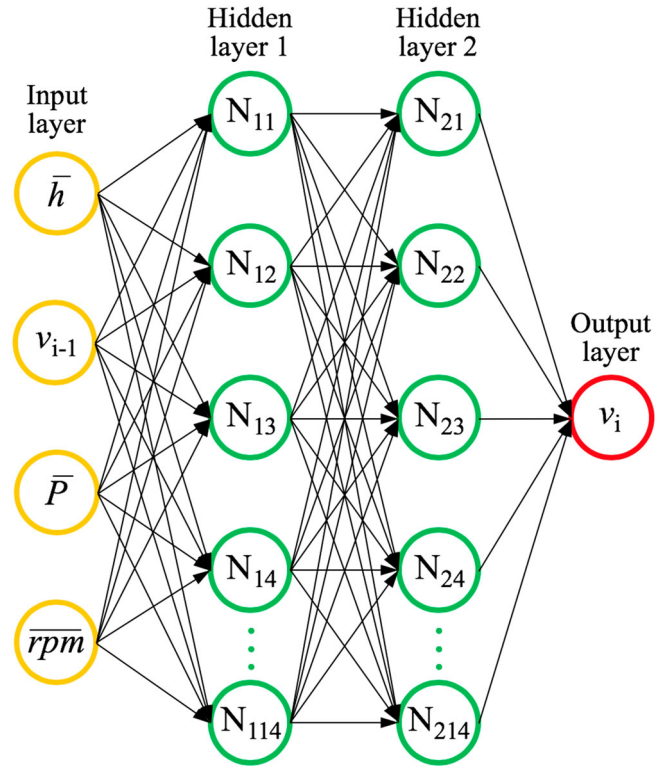 Input
layer
h̅
vᵢ₋₁
P̅
r̅p̅m̅
Hidden
layer 1
N₁₁
N₁₂
N₁₃
N₁₄
N₁₁₄
Hidden
layer 2
N₂₁
N₂₂
N₂₃
N₂₄
N₂₁₄
Output
layer
vᵢ